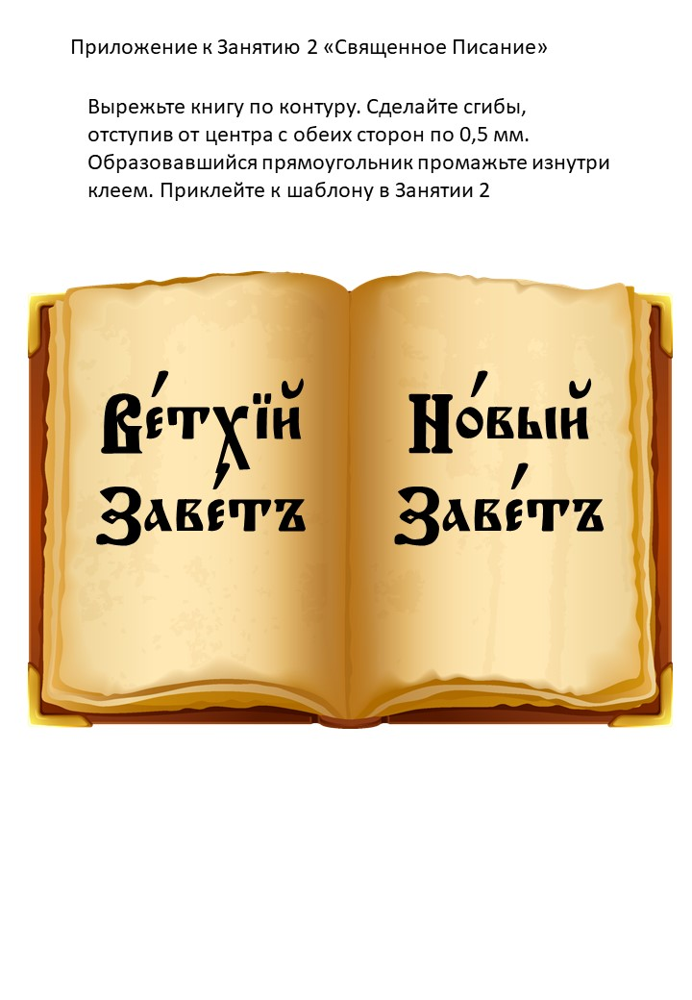 Приложение к Занятию 2 «Священное Писание»
Вырежьте книгу по контуру. Сделайте сгибы,
отступив от центра с обеих сторон по 0,5 мм.
Образовавшийся прямоугольник промажьте изнутри
клеем. Приклейте к шаблону в Занятии 2
Ве́тхїй
Заве́тъ
Но́вый
Заве́тъ